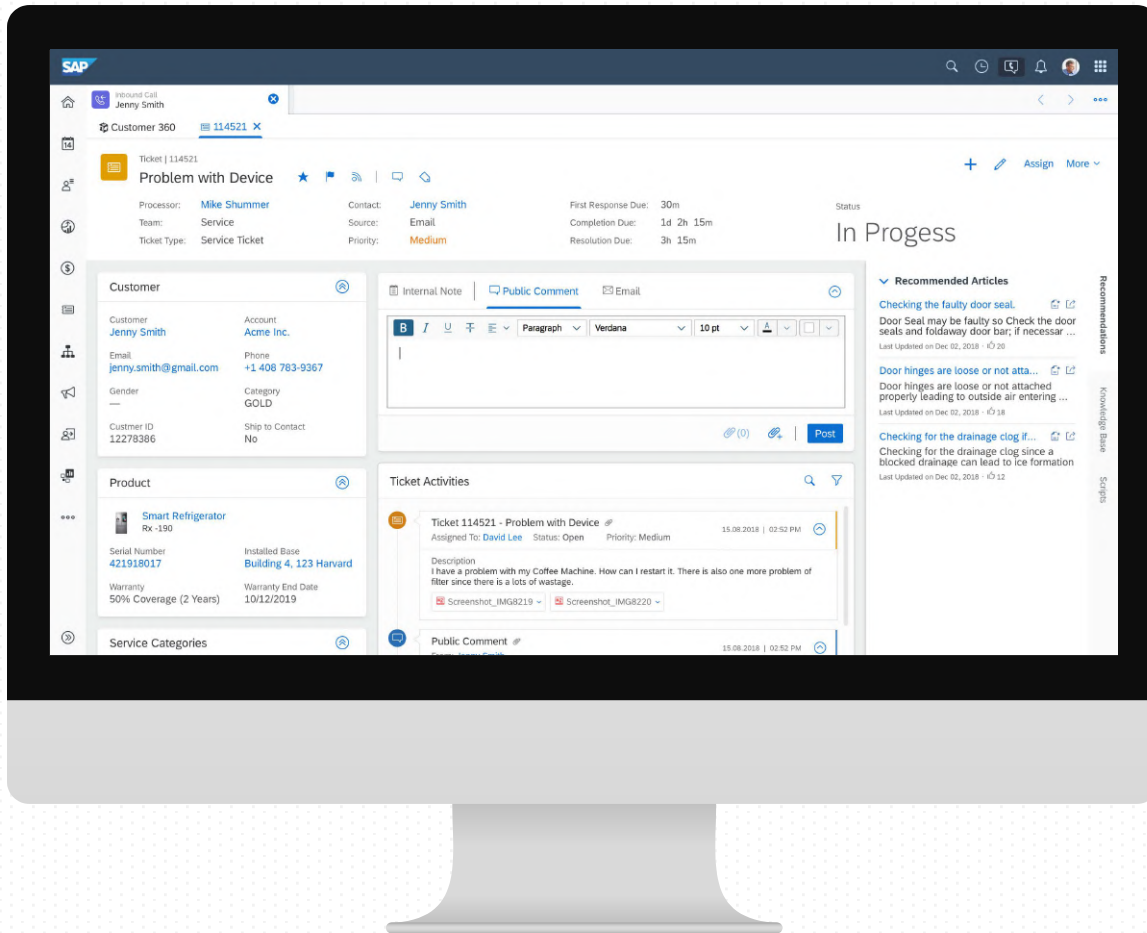 SAP
Inbound Call
Jenny Smith
Customer 360
114521
14
Ticket | 114521
Problem with Device
Assign More
Processor: Mike Shummer
Contact: Jenny Smith
First Response Due: 30m
Team: Service
Source: Email
Completion Due: 1d 2h 15m
Ticket Type: Service Ticket
Priority: Medium
Resolution Due: 3h 15m
Status
In Progess
Customer
Customer
Jenny Smith
Account
Acme Inc.
Email
jenny.smith@gmail.com
Phone
+1 408 783-9367
Gender
—
Category
GOLD
Custmer ID
12278386
Ship to Contact
No
Product
Smart Refrigerator
Rx -190
Serial Number
421918017
Installed Base
Building 4, 123 Harvard
Warranty
50% Coverage (2 Years)
Warranty End Date
10/12/2019
Service Categories
Internal Note
Public Comment
Email
B I U T Paragraph Verdana 10 pt A
(0)
Post
Ticket Activities
Ticket 114521 - Problem with Device
15.08.2018 | 02:52 PM
Assigned To: David Lee Status: Open Priority: Medium
Description
I have a problem with my Coffee Machine. How can I restart it. There is also one more problem of
filter since there is a lots of wastage.
Screenshot_IMG8219
Screenshot_IMG8220
Public Comment
15.08.2018 | 02:52 PM
From: Jenny Smith
Recommended Articles
Checking the faulty door seal.
Door Seal may be faulty so Check the door
seals and foldaway door bar; if necessar ...
Last Updated on Dec 02, 2018 · 20
Door hinges are loose or not atta...
Door hinges are loose or not attached
properly leading to outside air entering ...
Last Updated on Dec 02, 2018 · 18
Checking for the drainage clog if...
Checking for the drainage clog since a
blocked drainage can lead to ice formation
Last Updated on Dec 02, 2018 · 12
Recommendations
Knowledge Base
Scripts